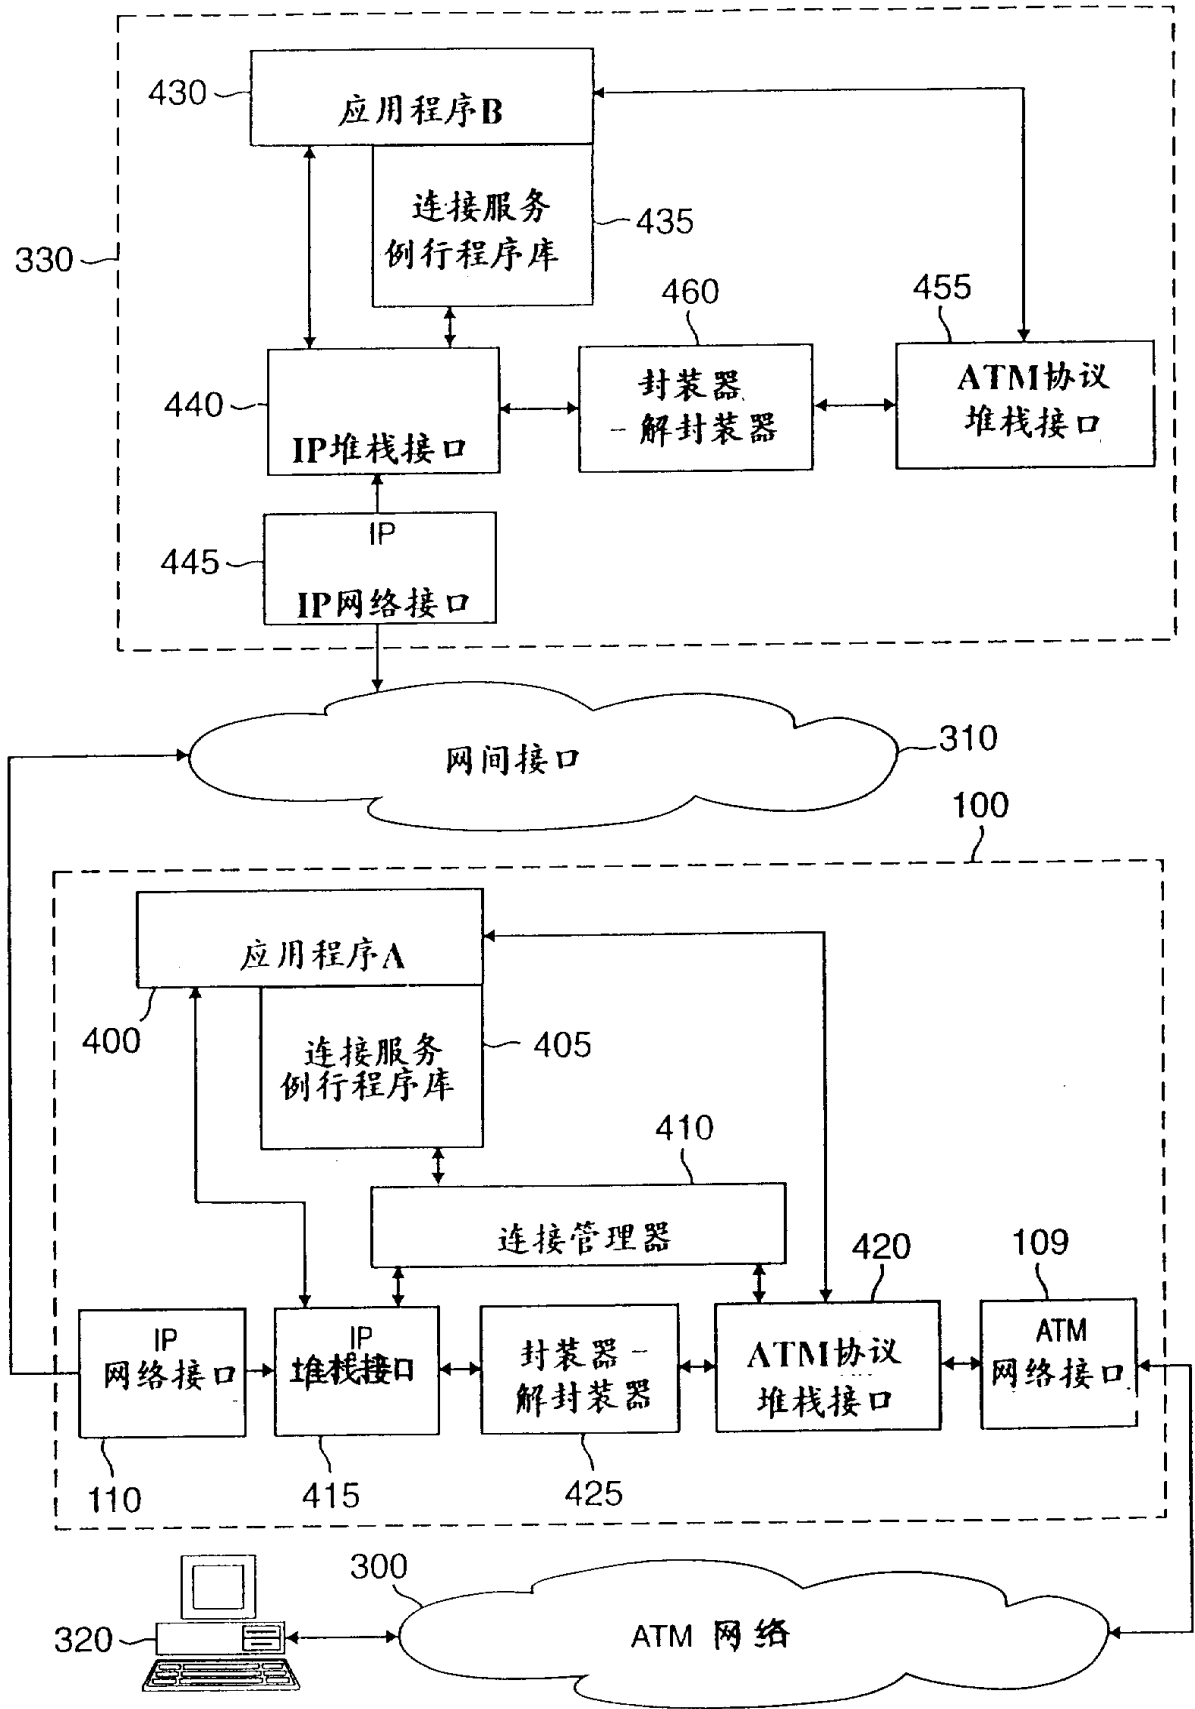 430
应用程序B
连接服务
例行程序库
435
330
460
455
440
IP堆栈接口
封装器
-解封装器
ATM协议
堆栈接口
445
IP
IP网络接口
网间接口
310
100
应用程序A
400
连接服务
例行程序库
405
410
连接管理器
420
109
IP
网络接口
IP
堆栈接口
封装器-
解封装器
ATM协议
堆栈接口
ATM
网络接口
110
415
425
300
320
ATM 网络